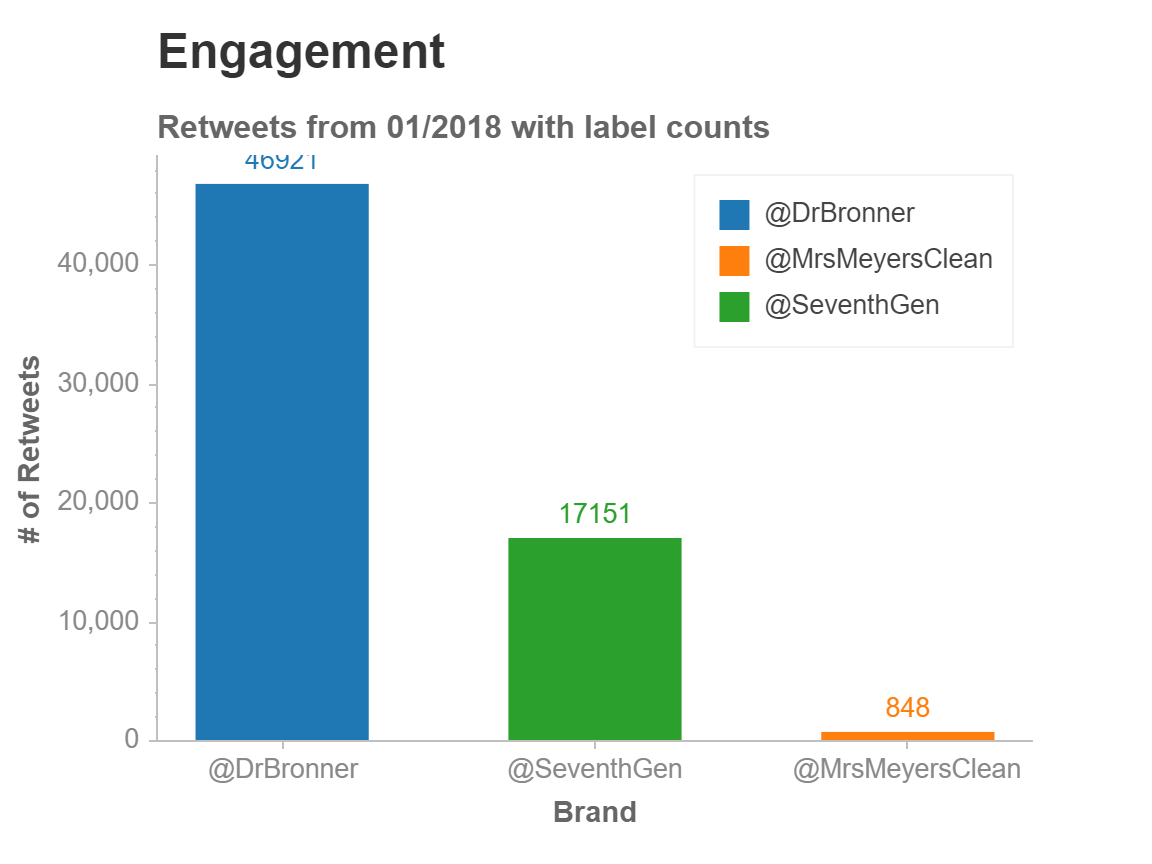 Engagement
Retweets from 01/2018 with label counts
46921
@DrBronner
@MrsMeyersClean
@SeventhGen
40,000
30,000
20,000
10,000
0
# of Retweets
17151
848
@DrBronner
@SeventhGen
@MrsMeyersClean
Brand